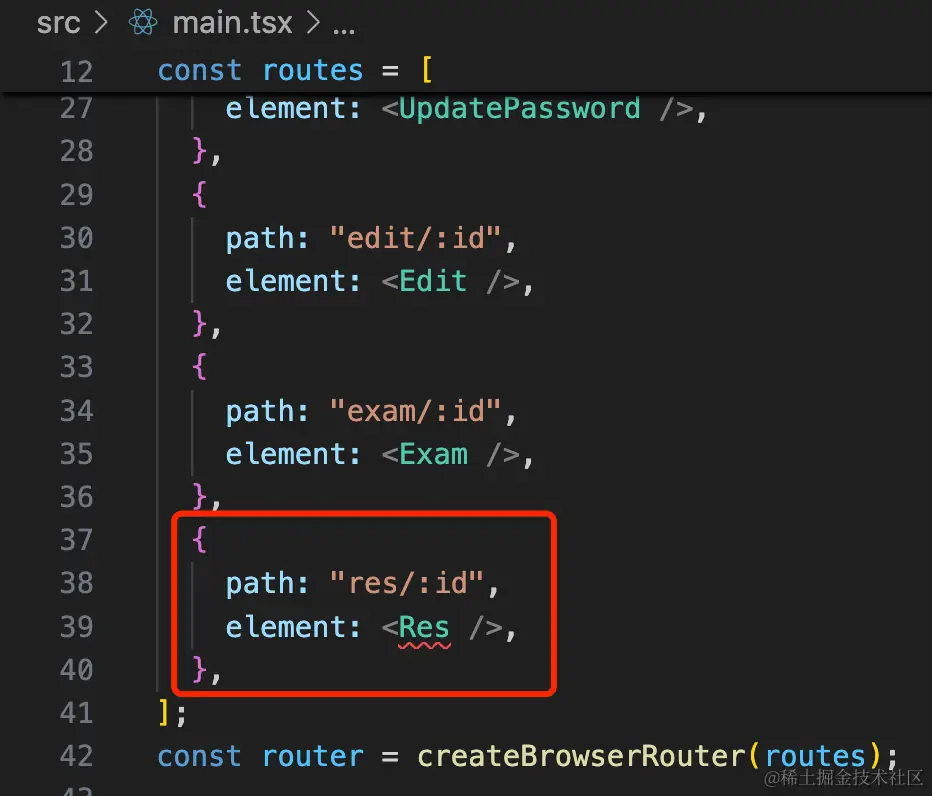 src > main.tsx > ...
12 const routes = [
27 element: <UpdatePassword />,
28 },
29 {
30 path: "edit/:id",
31 element: <Edit />,
32 },
33 {
34 path: "exam/:id",
35 element: <Exam />,
36 },
37 {
38 path: "res/:id",
39 element: <Res />,
40 },
41 ];
42 const router = createBrowserRouter(routes);
43
@稀土掘金技术社区